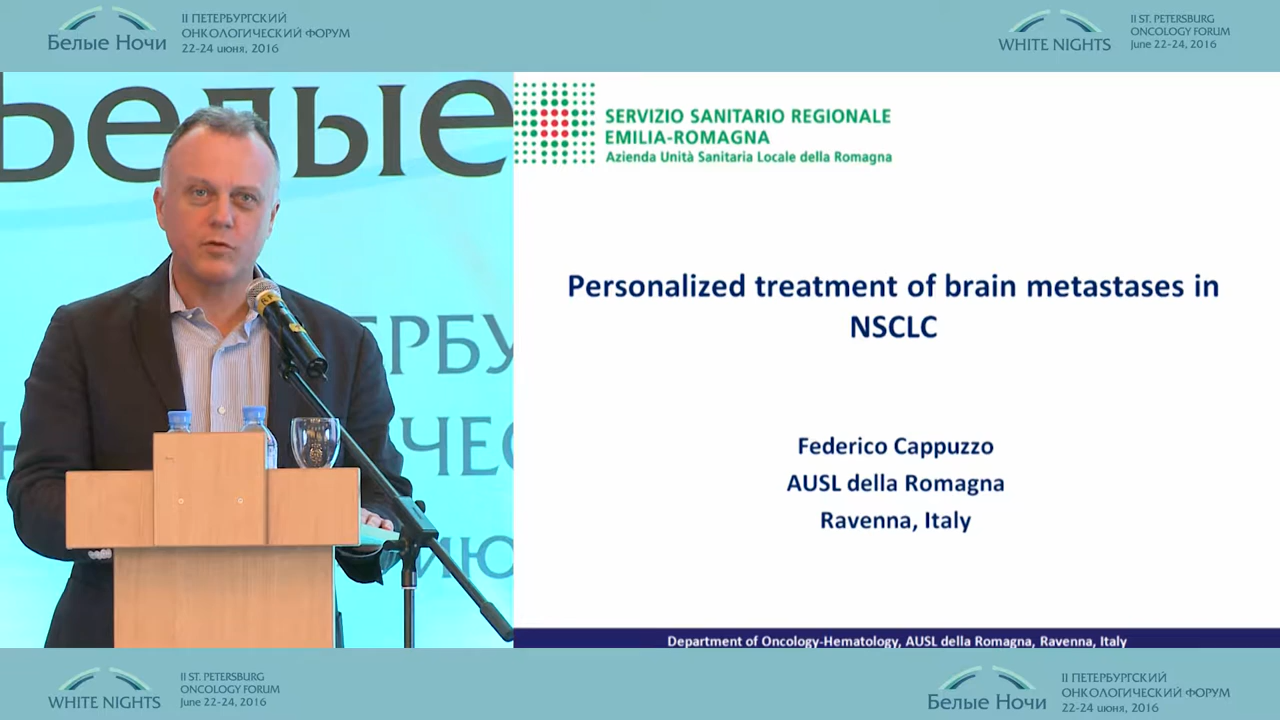 Белые Ночи
II ПЕТЕРБУРГСКИЙ
ОНКОЛОГИЧЕСКИЙ ФОРУМ
22-24 июня, 2016
WHITE NIGHTS
II ST. PETERSBURG
ONCOLOGY FORUM
June 22-24, 2016
Белые
SERVIZIO SANITARIO REGIONALE
EMILIA-ROMAGNA
Azienda Unità Sanitaria Locale della Romagna
Personalized treatment of brain metastases in
NSCLC
Federico Cappuzzo
AUSL della Romagna
Ravenna, Italy
Department of Oncology-Hematology, AUSL della Romagna, Ravenna, Italy
WHITE NIGHTS
II ST. PETERSBURG
ONCOLOGY FORUM
June 22-24, 2016
Белые Ночи
II ПЕТЕРБУРГСКИЙ
ОНКОЛОГИЧЕСКИЙ ФОРУМ
22-24 июня, 2016